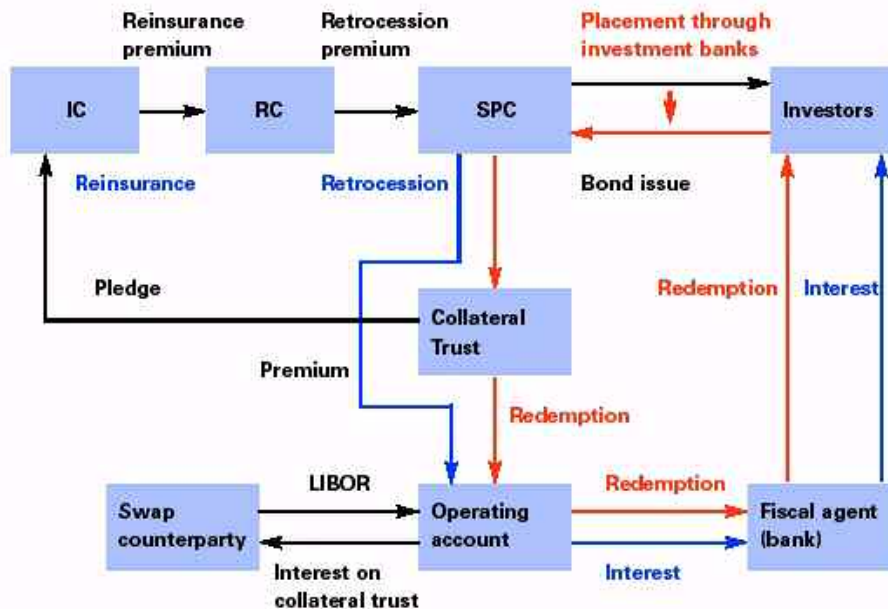 Reinsurance
premium
Retrocession
premium
Placement through
investment banks
IC
RC
SPC
Investors
Reinsurance
Retrocession
Bond issue
Pledge
Redemption
Interest
Collateral
Trust
Premium
Redemption
LIBOR
Redemption
Swap
counterparty
Operating
account
Fiscal agent
(bank)
Interest on
collateral trust
Interest